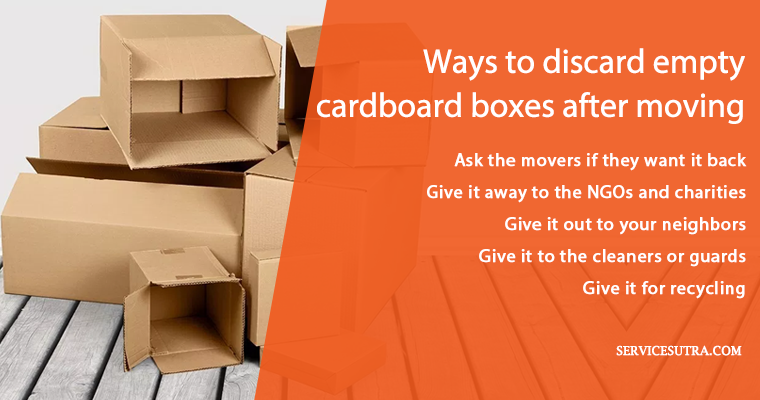 Ways to discard empty
cardboard boxes after moving
Ask the movers if they want it back
Give it away to the NGOs and charities
Give it out to your neighbors
Give it to the cleaners or guards
Give it for recycling
SERVICESUTRA.COM